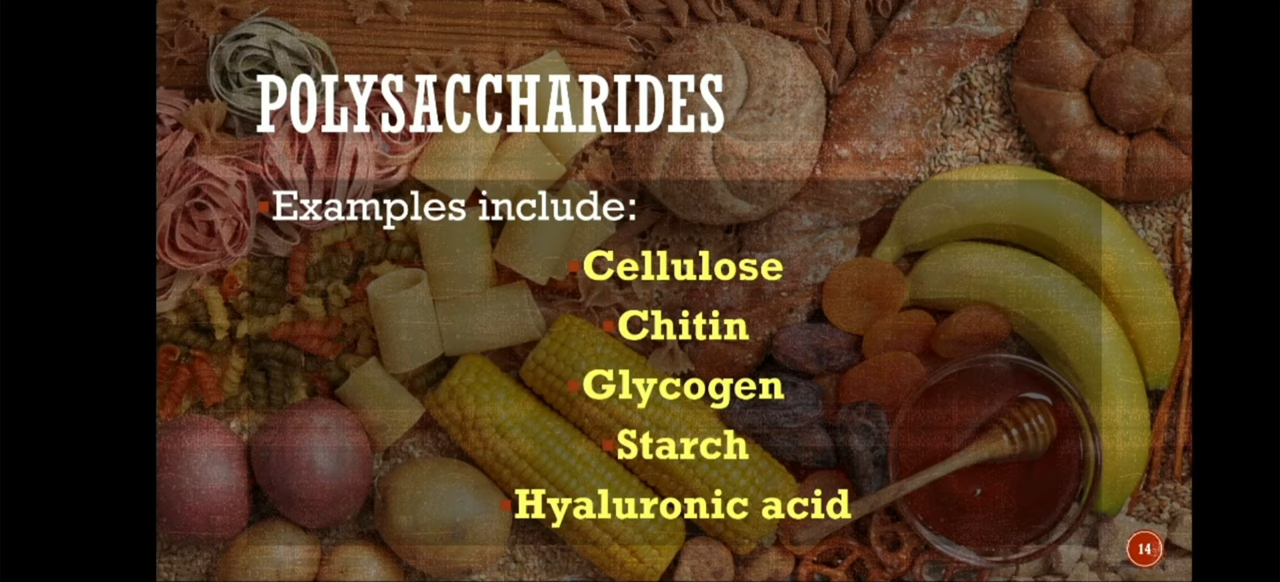 POLYSACCHARIDES
▪Examples include:
▪Cellulose
▪Chitin
▪Glycogen
▪Starch
▪Hyaluronic acid
14